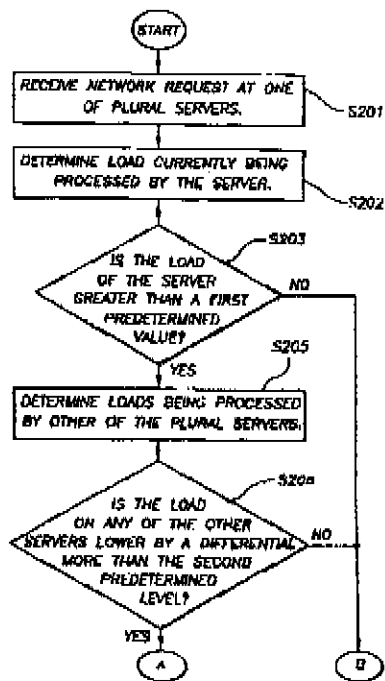 START
RECEIVE NETWORK REQUEST AT ONE
OF PLURAL SERVERS.
S201
DETERMINE LOAD CURRENTLY BEING
PROCESSED BY THE SERVER.
S202
S203
IS THE LOAD
OF THE SERVER
GREATER THAN A FIRST
PREDETERMINED
VALUE?
NO
YES
S205
DETERMINE LOADS BEING PROCESSED
BY OTHER OF THE PLURAL SERVERS.
IS THE LOAD
ON ANY OF THE OTHER
SERVERS LOWER BY A DIFFERENTIAL
MORE THAN THE SECOND
PREDETERMINED
LEVEL?
NO
YES
A
B